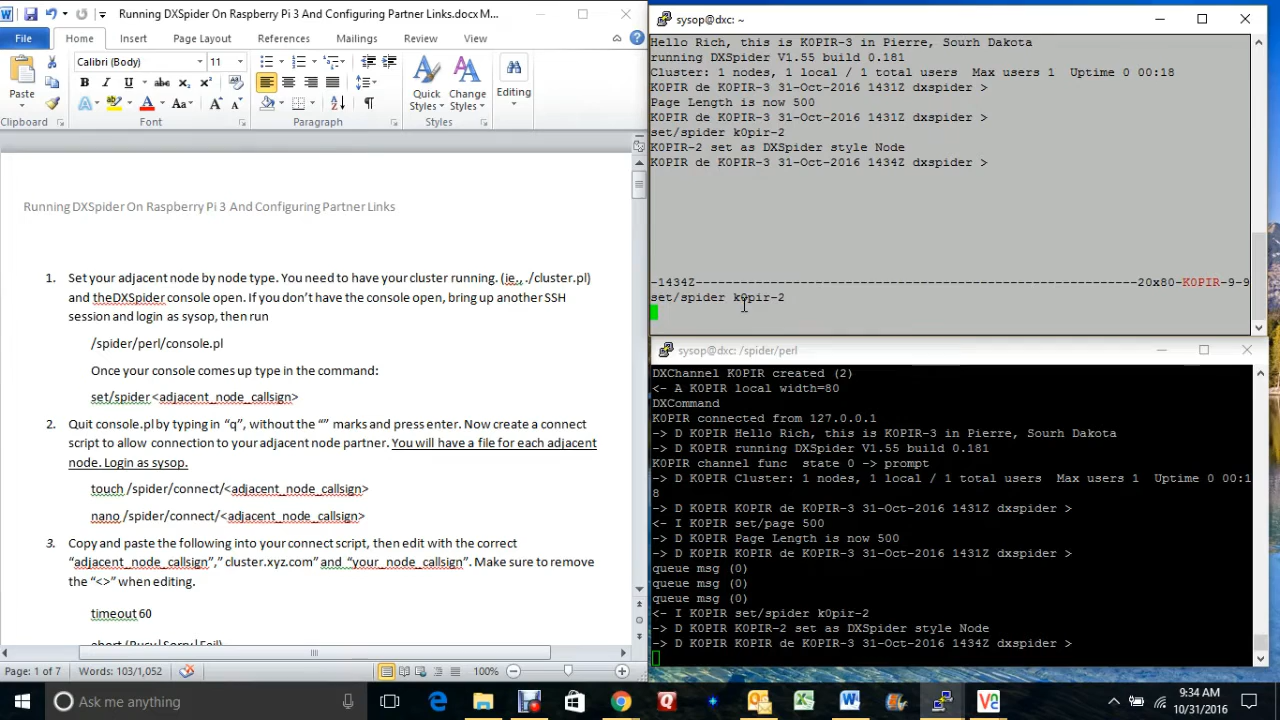 Running DXSpider On Raspberry Pi 3 And Configuring Partner Links.docx M...
File Home Insert Page Layout References Mailings Review View
Calibri (Body) 11
Paste
Quick Styles
Change Styles
Editing
Clipboard Font Paragraph Styles
Running DXSpider On Raspberry Pi 3 And Configuring Partner Links
1. Set your adjacent node by node type. You need to have your cluster running. (ie,, ./cluster.pl)
and theDXSpider console open. If you don't have the console open, bring up another SSH
session and login as sysop, then run
/spider/perl/console.pl
Once your console comes up type in the command:
set/spider <adjacent_node_callsign>
2. Quit console.pl by typing in "q", without the "" marks and press enter. Now create a connect
script to allow connection to your adjacent node partner. You will have a file for each adjacent
node. Login as sysop.
touch /spider/connect/<adjacent_node_callsign>
nano /spider/connect/<adjacent_node_callsign>
3. Copy and paste the following into your connect script, then edit with the correct
"adjacent_node_callsign"," cluster.xyz.com" and "your_node_callsign". Make sure to remove
the "<>" when editing.
timeout 60
abort (Busy|Sorry|Fail)
Page: 1 of 7 Words: 103/1,052 100%
sysop@dxc: ~
Hello Rich, this is K0PIR-3 in Pierre, Sourh Dakota
running DXSpider V1.55 build 0.181
Cluster: 1 nodes, 1 local / 1 total users  Max users 1  Uptime 0 00:18
K0PIR de K0PIR-3 31-Oct-2016 1431Z dxspider >
Page Length is now 500
K0PIR de K0PIR-3 31-Oct-2016 1431Z dxspider >
set/spider k0pir-2
K0PIR-2 set as DXSpider style Node
K0PIR de K0PIR-3 31-Oct-2016 1434Z dxspider >
-1434Z----------------------------------------------------------20x80-K0PIR-9-9
set/spider k0pir-2
sysop@dxc: /spider/perl
DXChannel K0PIR created (2)
<- A K0PIR local width=80
DXCommand
K0PIR connected from 127.0.0.1
-> D K0PIR Hello Rich, this is K0PIR-3 in Pierre, Sourh Dakota
-> D K0PIR running DXSpider V1.55 build 0.181
K0PIR channel func  state 0 -> prompt
-> D K0PIR Cluster: 1 nodes, 1 local / 1 total users  Max users 1  Uptime 0 00:1
8
-> D K0PIR K0PIR de K0PIR-3 31-Oct-2016 1431Z dxspider >
<- I K0PIR set/page 500
-> D K0PIR Page Length is now 500
-> D K0PIR K0PIR de K0PIR-3 31-Oct-2016 1431Z dxspider >
queue msg (0)
queue msg (0)
queue msg (0)
<- I K0PIR set/spider k0pir-2
-> D K0PIR K0PIR-2 set as DXSpider style Node
-> D K0PIR K0PIR de K0PIR-3 31-Oct-2016 1434Z dxspider >
Ask me anything
9:34 AM
10/31/2016